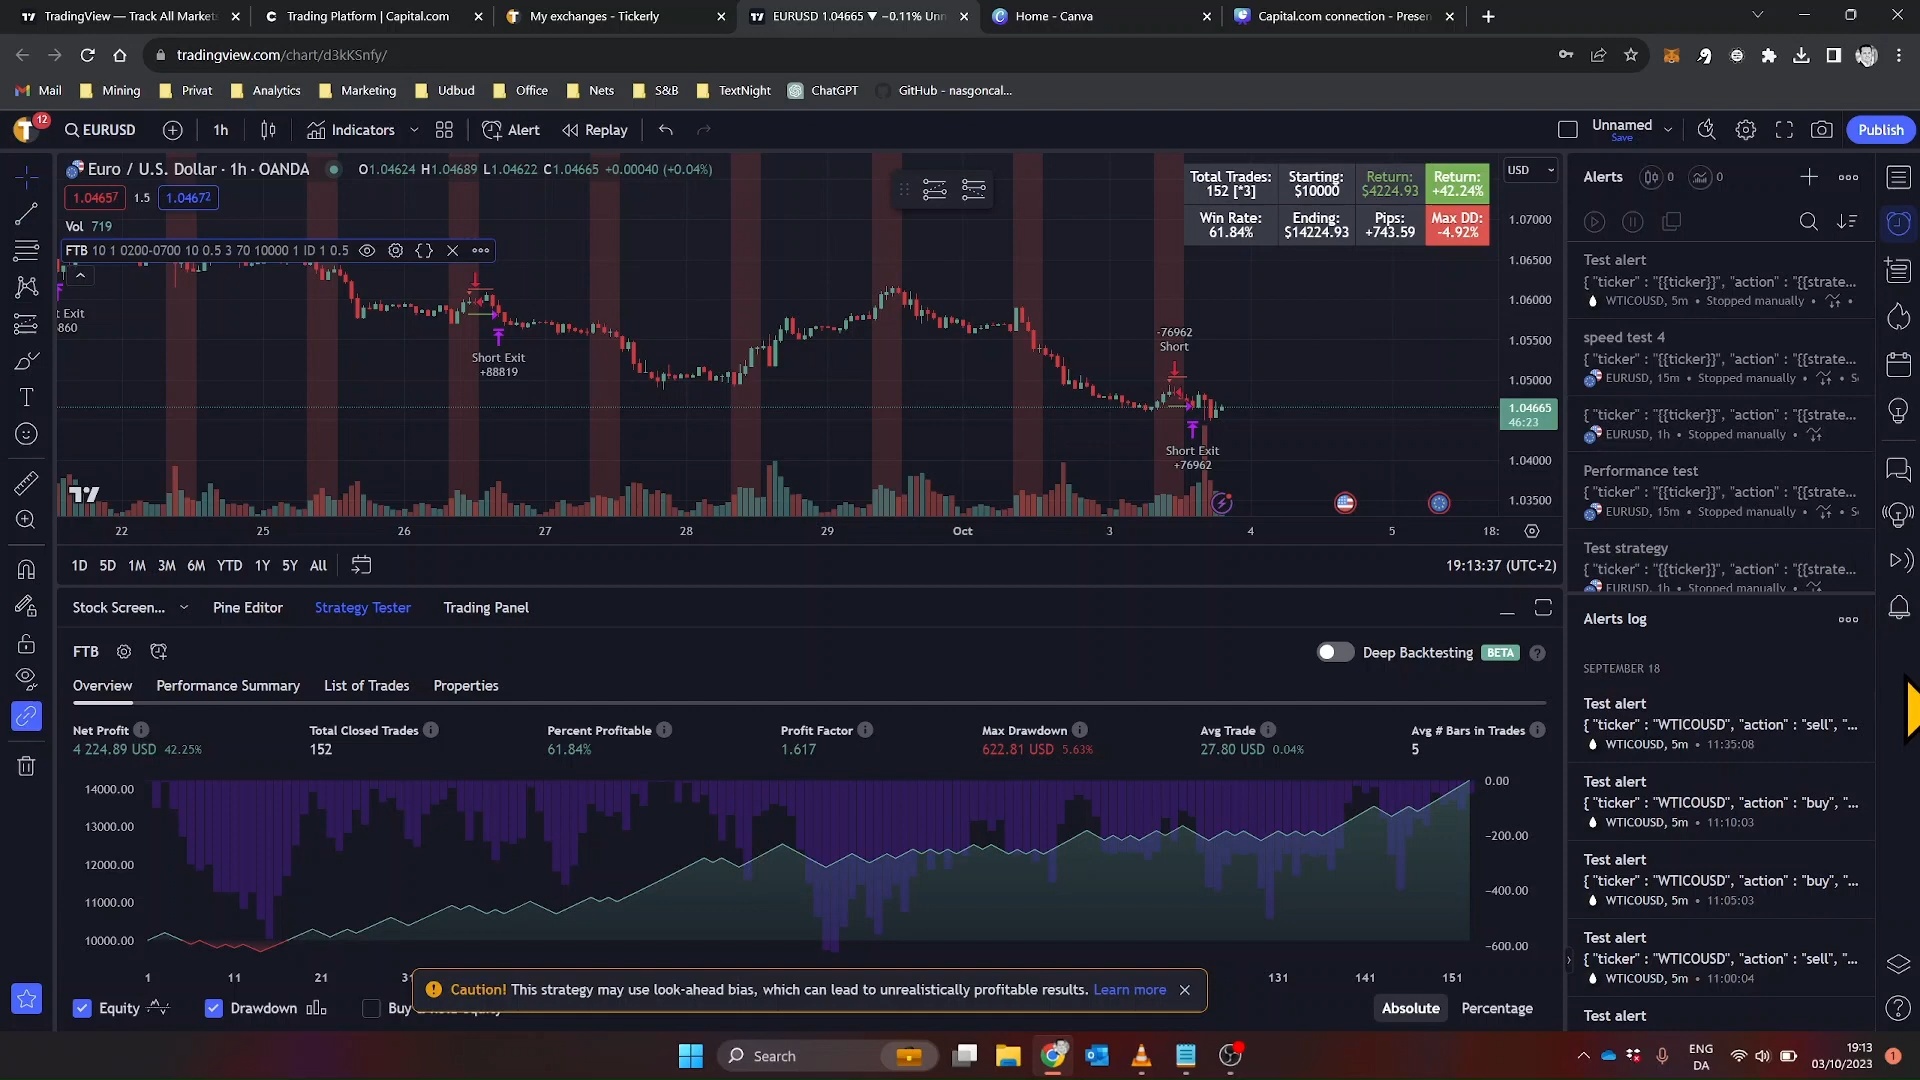 TradingView — Track All Market
Trading Platform | Capital.com
My exchanges - Tickerly
EURUSD 1.04665 ▼ −0.11% Unn
Home - Canva
Capital.com connection - Presen
tradingview.com/chart/d3kKSnfy/
Mail
Mining
Privat
Analytics
Marketing
Udbud
Office
Nets
S&B
TextNight
ChatGPT
GitHub - nasgoncal...
12
EURUSD
1h
Indicators
Alert
Replay
Unnamed
Save
Publish
Euro / U.S. Dollar · 1h · OANDA
O1.04624 H1.04689 L1.04622 C1.04665 +0.00040 (+0.04%)
1.04657
1.5
1.04672
Vol 719
FTB 10 1 0200-0700 10 0.5 3 70 10000 1 ID 1 0.5
Total Trades: 152 [*3]
Starting: $10000
Return: $4224.93
Return: +42.24%
Win Rate: 61.84%
Ending: $14224.93
Pips: +743.59
Max DD: -4.92%
USD
1.07000
1.06500
1.06000
1.05500
1.05000
1.04665
46:23
1.04000
1.03500
t Exit
860
Short Exit
+88819
-76962
Short
Short Exit
+76962
22
25
26
27
28
29
Oct
3
4
5
18:
1D 5D 1M 3M 6M YTD 1Y 5Y All
19:13:37 (UTC+2)
Stock Screen...
Pine Editor
Strategy Tester
Trading Panel
FTB
Deep Backtesting BETA
Overview
Performance Summary
List of Trades
Properties
Net Profit
4 224.89 USD 42.25%
Total Closed Trades
152
Percent Profitable
61.84%
Profit Factor
1.617
Max Drawdown
622.81 USD 5.63%
Avg Trade
27.80 USD 0.04%
Avg # Bars in Trades
5
14000.00
13000.00
12000.00
11000.00
10000.00
0.00
−200.00
−400.00
−600.00
1
11
21
131
141
151
Caution! This strategy may use look-ahead bias, which can lead to unrealistically profitable results. Learn more
Equity
Drawdown
Absolute
Percentage
Alerts
0
0
Test alert
{ "ticker" : "{{ticker}}", "action" : "{{strate...
WTICOUSD, 5m • Stopped manually •
speed test 4
{ "ticker" : "{{ticker}}", "action" : "{{strate...
EURUSD, 15m • Stopped manually •
{ "ticker" : "{{ticker}}", "action" : "{{strate...
EURUSD, 1h • Stopped manually •
Performance test
{ "ticker" : "{{ticker}}", "action" : "{{strate...
EURUSD, 15m • Stopped manually •
Test strategy
{ "ticker" : "{{ticker}}", "action" : "{{strate...
EURUSD, 1h • Stopped manually •
Alerts log
SEPTEMBER 18
Test alert
{ "ticker" : "WTICOUSD", "action" : "sell", "...
WTICOUSD, 5m • 11:35:08
Test alert
{ "ticker" : "WTICOUSD", "action" : "buy", "...
WTICOUSD, 5m • 11:10:03
Test alert
{ "ticker" : "WTICOUSD", "action" : "buy", "...
WTICOUSD, 5m • 11:05:03
Test alert
{ "ticker" : "WTICOUSD", "action" : "sell", "...
WTICOUSD, 5m • 11:00:04
Test alert
Search
ENG
DA
19:13
03/10/2023
1